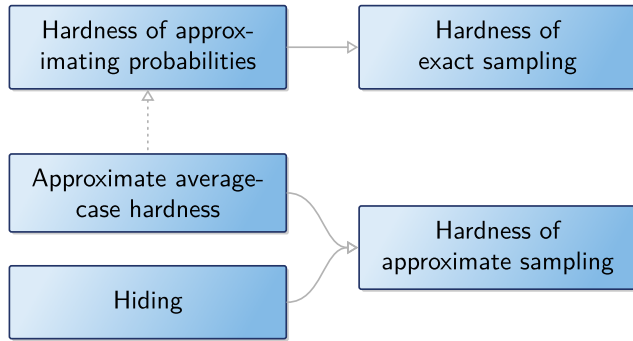 Hardness of approx-
imating probabilities
Hardness of
exact sampling
Approximate average-
case hardness
Hardness of
approximate sampling
Hiding